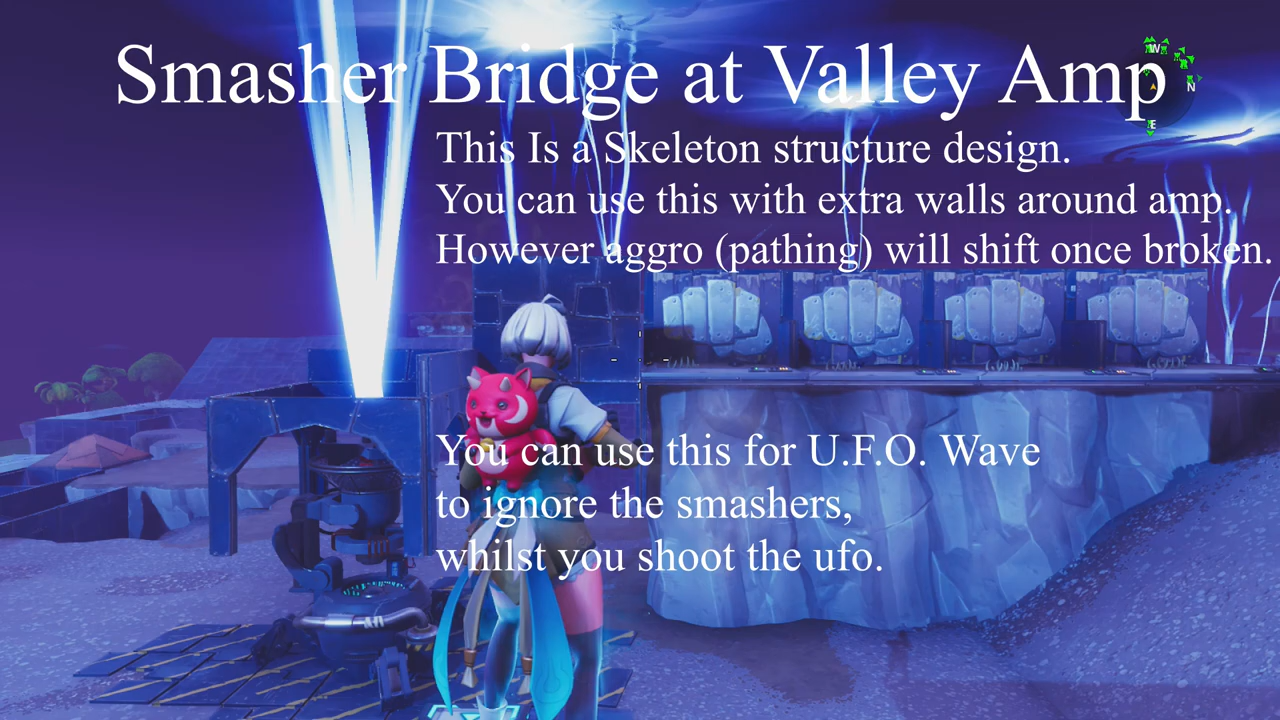 Smasher Bridge at Valley Amp
This Is a Skeleton structure design.
You can use this with extra walls around amp.
However aggro (pathing) will shift once broken.
You can use this for U.F.O. Wave
to ignore the smashers,
whilst you shoot the ufo.
W
N
E